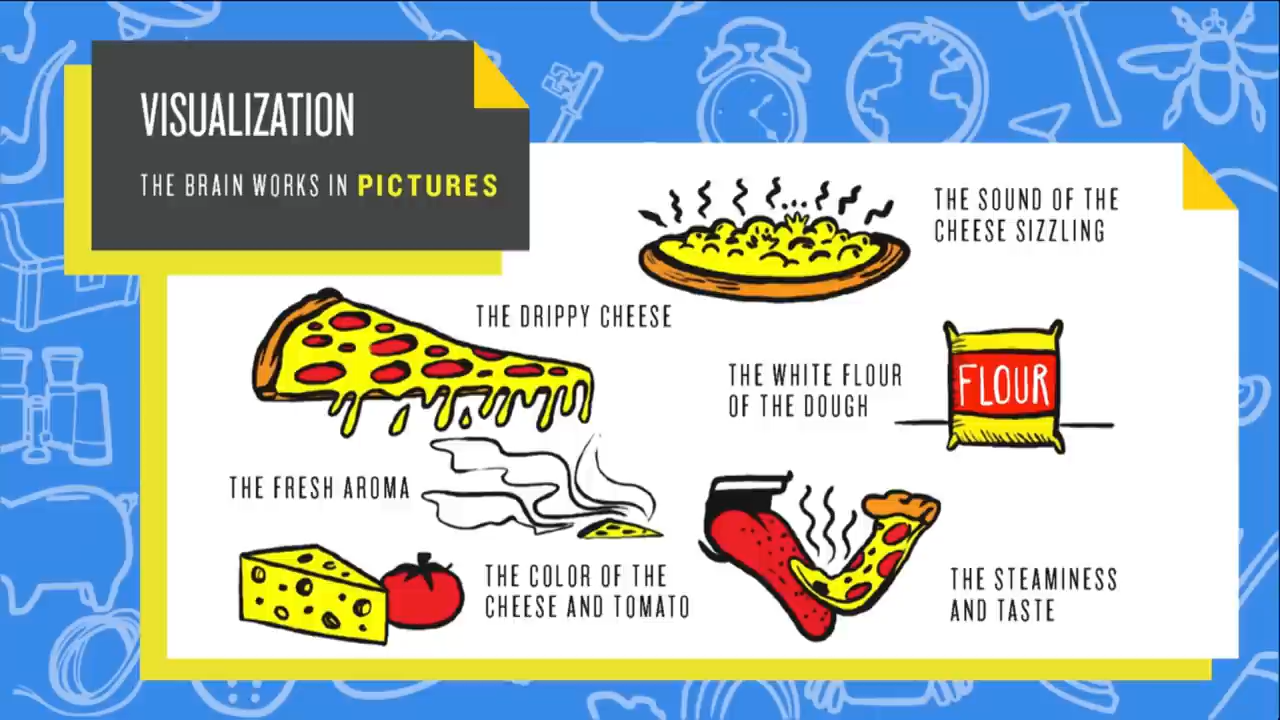 VISUALIZATION
THE BRAIN WORKS IN PICTURES
THE SOUND OF THE
CHEESE SIZZLING
THE DRIPPY CHEESE
THE WHITE FLOUR
OF THE DOUGH
FLOUR
THE FRESH AROMA
THE COLOR OF THE
CHEESE AND TOMATO
THE STEAMINESS
AND TASTE